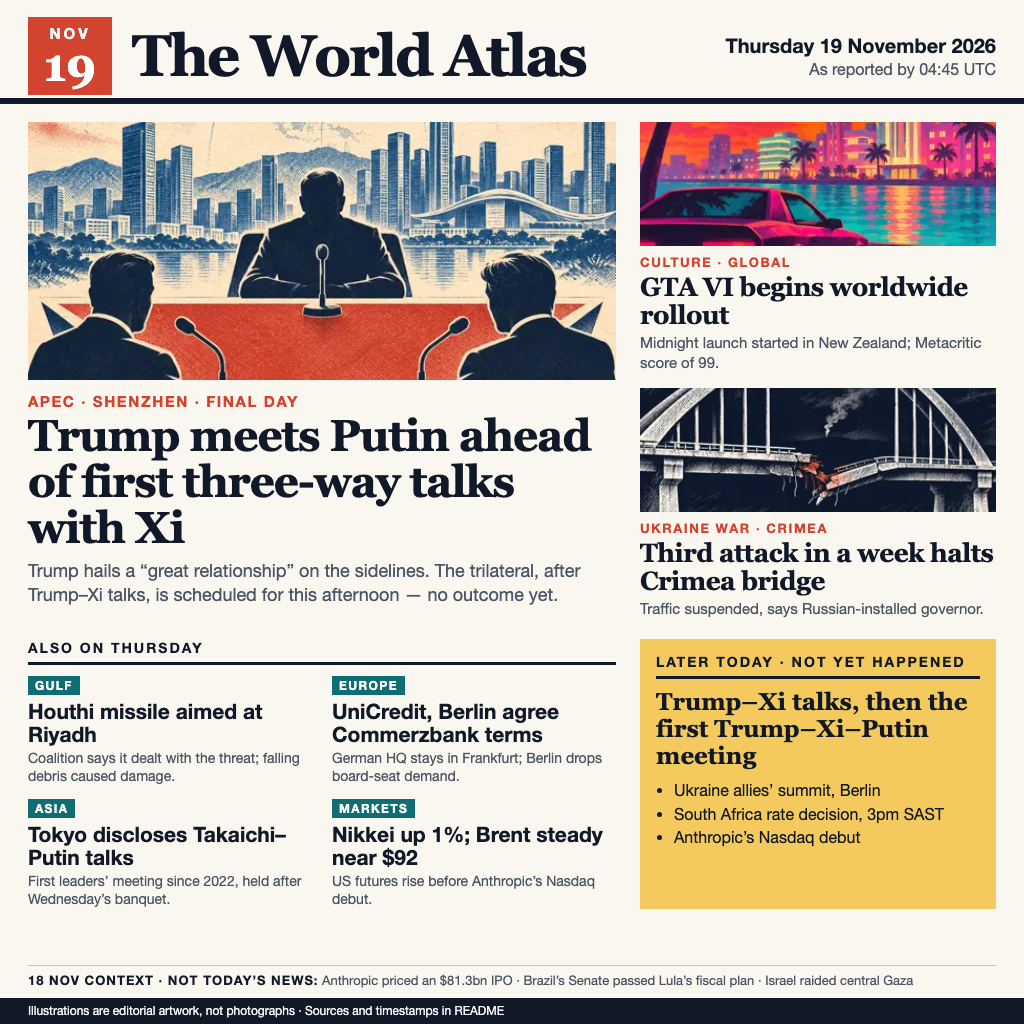 NOV
19
The World Atlas
Thursday 19 November 2026
As reported by 04:45 UTC
APEC · SHENZHEN · FINAL DAY
Trump meets Putin ahead
of first three-way talks
with Xi
Trump hails a “great relationship” on the sidelines. The trilateral, after
Trump–Xi talks, is scheduled for this afternoon — no outcome yet.
CULTURE · GLOBAL
GTA VI begins worldwide
rollout
Midnight launch started in New Zealand; Metacritic
score of 99.
UKRAINE WAR · CRIMEA
Third attack in a week halts
Crimea bridge
Traffic suspended, says Russian-installed governor.
ALSO ON THURSDAY
GULF
Houthi missile aimed at
Riyadh
Coalition says it dealt with the threat; falling
debris caused damage.
EUROPE
UniCredit, Berlin agree
Commerzbank terms
German HQ stays in Frankfurt; Berlin drops
board-seat demand.
ASIA
Tokyo discloses Takaichi–
Putin talks
First leaders’ meeting since 2022, held after
Wednesday’s banquet.
MARKETS
Nikkei up 1%; Brent steady
near $92
US futures rise before Anthropic’s Nasdaq
debut.
LATER TODAY · NOT YET HAPPENED
Trump–Xi talks, then the
first Trump–Xi–Putin
meeting
• Ukraine allies’ summit, Berlin
• South Africa rate decision, 3pm SAST
• Anthropic’s Nasdaq debut
18 NOV CONTEXT · NOT TODAY’S NEWS: Anthropic priced an $81.3bn IPO · Brazil’s Senate passed Lula’s fiscal plan · Israel raided central Gaza
Illustrations are editorial artwork, not photographs · Sources and timestamps in README